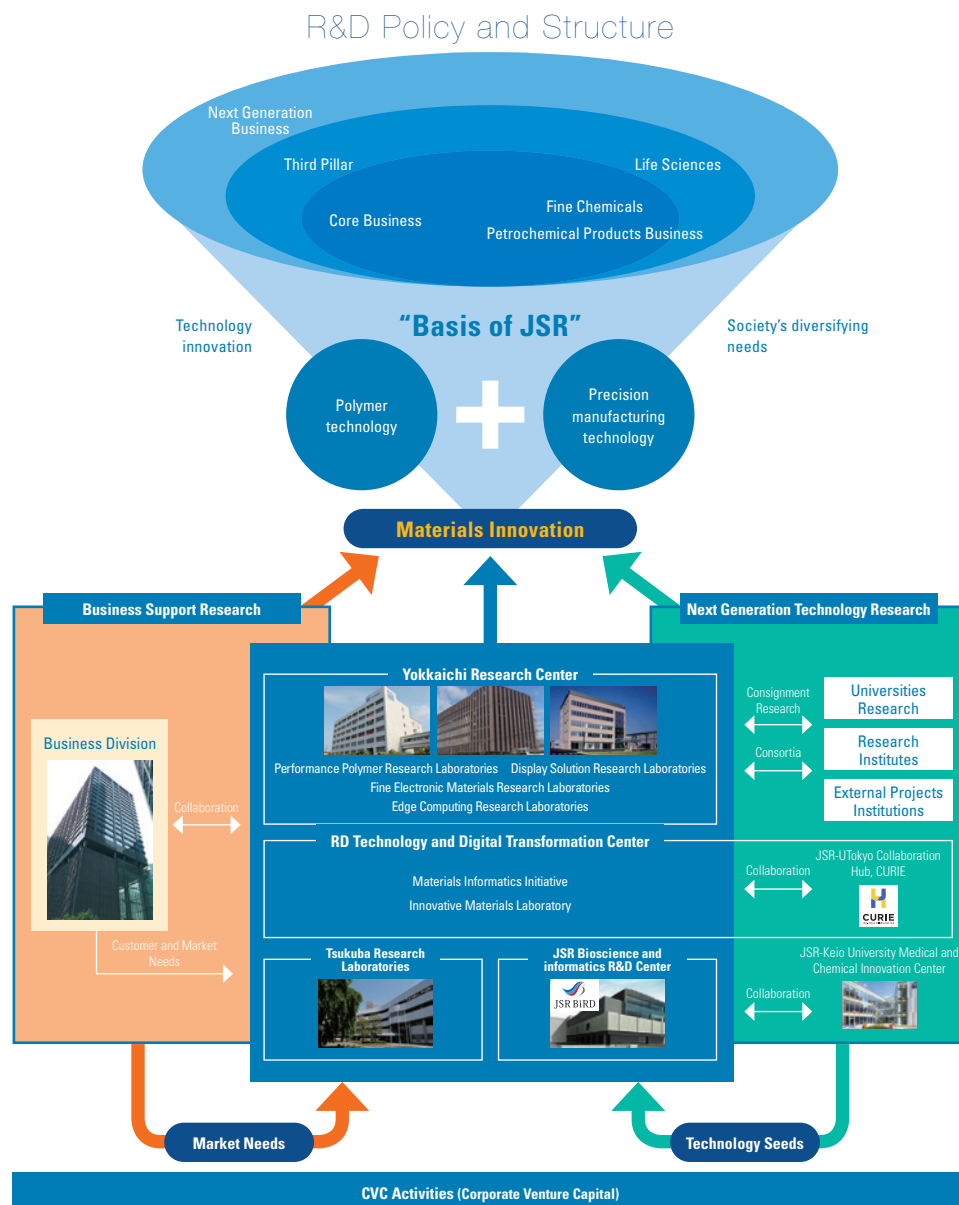 R&D Policy and Structure
Next Generation
Business
Third Pillar
Life Sciences
Core Business
Fine Chemicals
Petrochemical Products Business
Technology
innovation
“Basis of JSR”
Society’s diversifying
needs
Polymer
technology
Precision
manufacturing
technology
Materials Innovation
Business Support Research
Next Generation Technology Research
Business Division
Collaboration
Customer and Market
Needs
Yokkaichi Research Center
Performance Polymer Research Laboratories
Display Solution Research Laboratories
Fine Electronic Materials Research Laboratories
Edge Computing Research Laboratories
RD Technology and Digital Transformation Center
Materials Informatics Initiative
Innovative Materials Laboratory
Tsukuba Research
Laboratories
JSR Bioscience and
informatics R&D Center
JSR BiRD
Consignment
Research
Universities
Research
Consortia
Research
Institutes
External Projects
Institutions
Collaboration
JSR-UTokyo Collaboration
Hub, CURIE
CURIE
JSR-Keio University Medical and
Chemical Innovation Center
Collaboration
Market Needs
Technology Seeds
CVC Activities (Corporate Venture Capital)